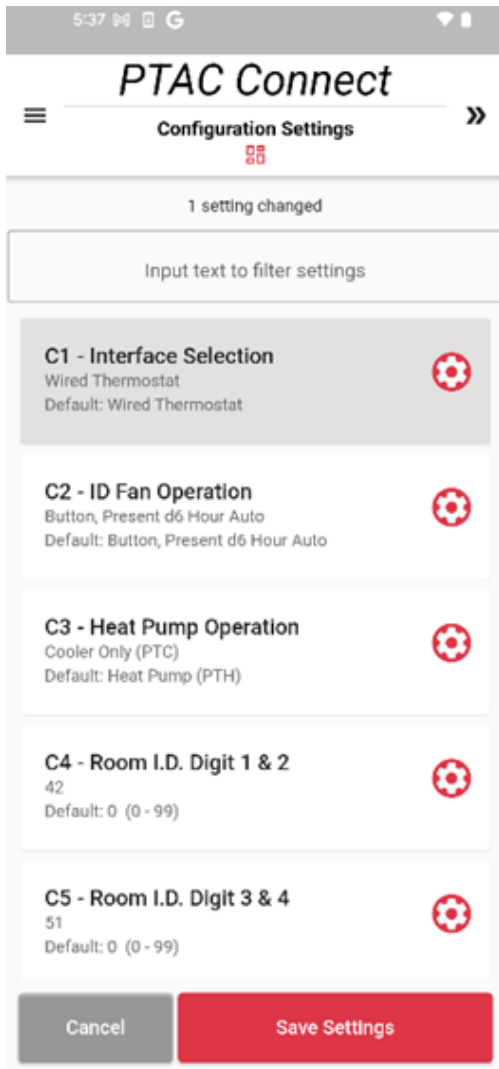 5:37
PTAC Connect
Configuration Settings
1 setting changed
Input text to filter settings
C1 - Interface Selection
Wired Thermostat
Default: Wired Thermostat
C2 - ID Fan Operation
Button, Present d6 Hour Auto
Default: Button, Present d6 Hour Auto
C3 - Heat Pump Operation
Cooler Only (PTC)
Default: Heat Pump (PTH)
C4 - Room I.D. Digit 1 & 2
42
Default: 0 (0 - 99)
C5 - Room I.D. Digit 3 & 4
51
Default: 0 (0 - 99)
Cancel
Save Settings